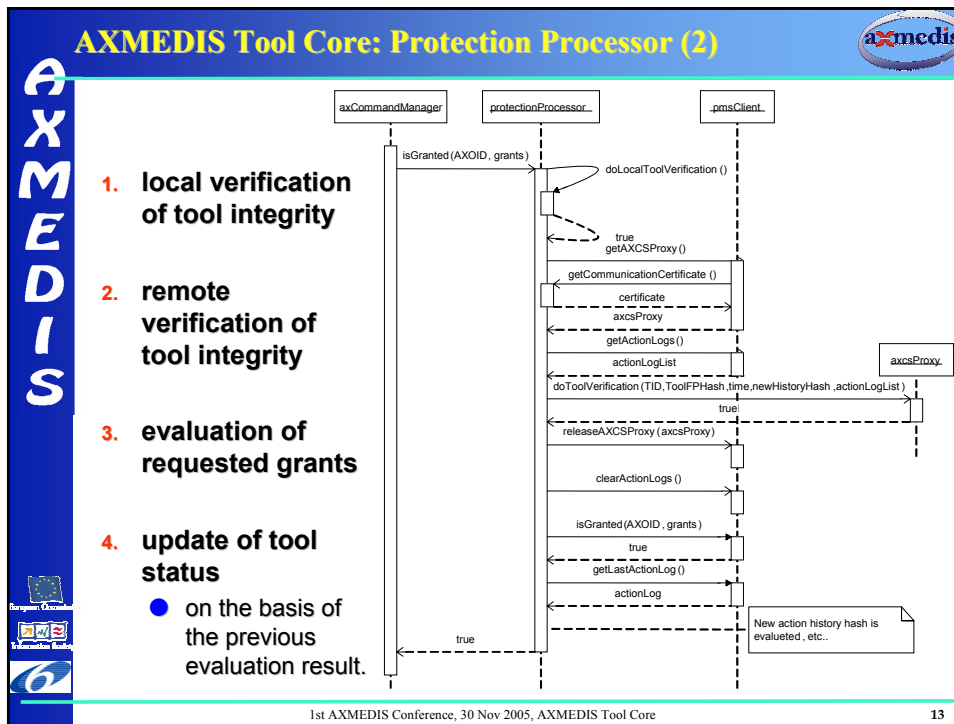 AXMEDIS Tool Core: Protection Processor (2)
axmedis
AXMEDIS
1. local verification
of tool integrity
2. remote
verification of
tool integrity
3. evaluation of
requested grants
4. update of tool
status
on the basis of
the previous
evaluation result.
axCommandManager
protectionProcessor
pmsClient
isGranted(AXOID, grants)
doLocalToolVerification ()
true
getAXCSProxy()
getCommunicationCertificate ()
certificate
axcsProxy
getActionLogs()
actionLogList
axcsProxy
doToolVerification (TID,ToolFPHash,time,newHistoryHash ,actionLogList )
true
releaseAXCSProxy (axcsProxy)
clearActionLogs ()
isGranted(AXOID , grants)
true
getLastActionLog()
actionLog
New action history hash is
evalueted , etc..
true
1st AXMEDIS Conference, 30 Nov 2005, AXMEDIS Tool Core
13